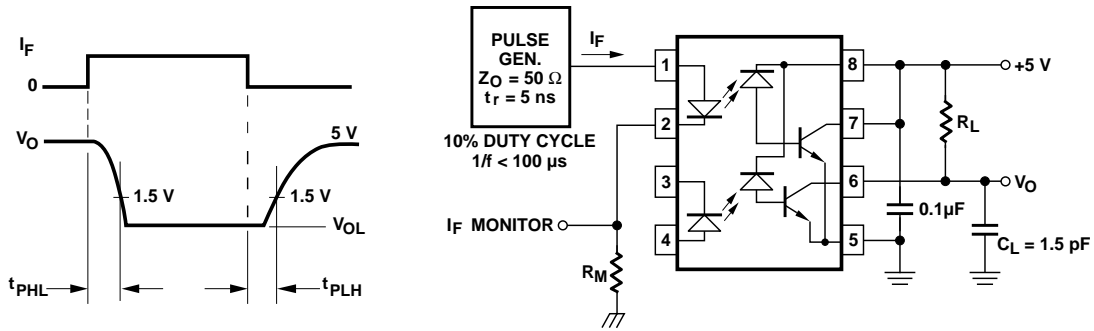 I_F
0
V_O
5 V
1.5 V
1.5 V
V_OL
t_PHL
t_PLH
PULSE
GEN.
Z_O = 50 Ω
t_r = 5 ns
10% DUTY CYCLE
1/f < 100 µs
I_F
I_F MONITOR
R_M
1
2
3
4
8
7
6
5
+5 V
R_L
V_O
0.1µF
C_L = 1.5 pF